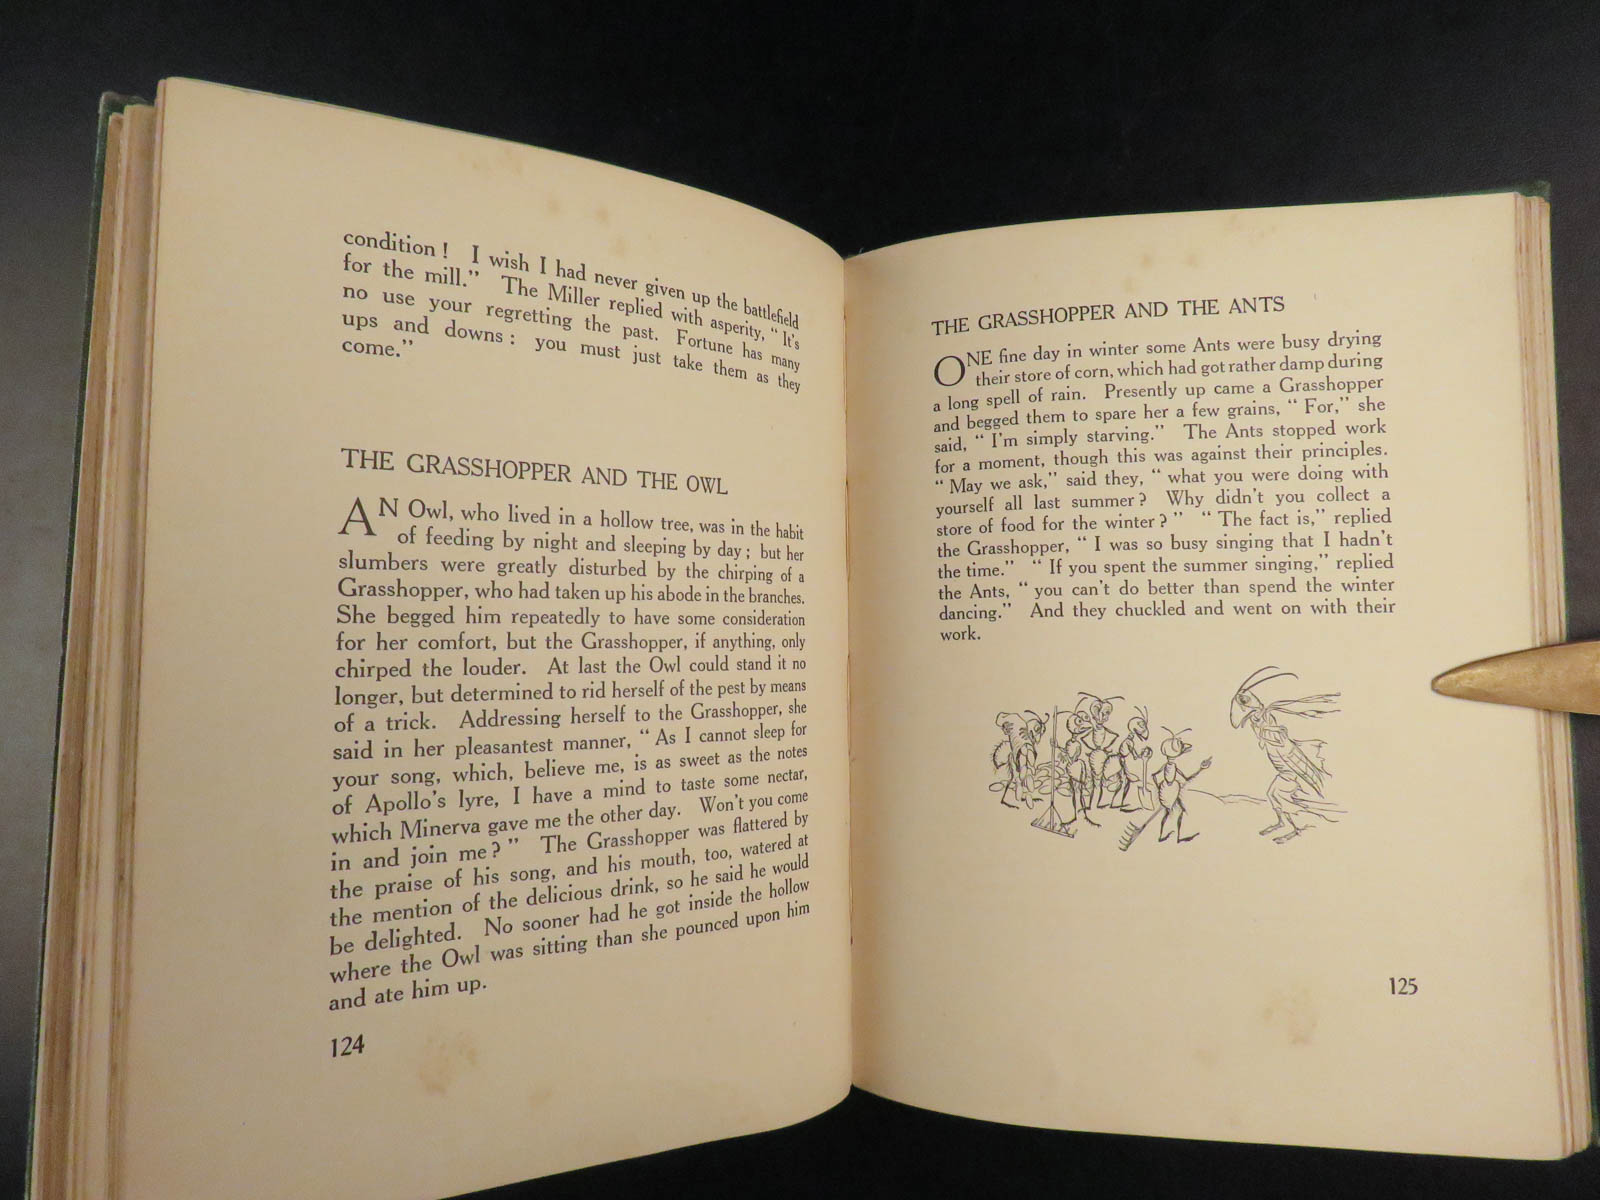 condition! I wish I had never given up the battlefield
for the mill." The Miller replied with asperity, "It's
no use your regretting the past. Fortune has many
ups and downs: you must just take them as they
come."
THE GRASSHOPPER AND THE OWL
AN Owl, who lived in a hollow tree, was in the habit
of feeding by night and sleeping by day; but her
slumbers were greatly disturbed by the chirping of a
Grasshopper, who had taken up his abode in the branches.
She begged him repeatedly to have some consideration
for her comfort, but the Grasshopper, if anything, only
chirped the louder. At last the Owl could stand it no
longer, but determined to rid herself of the pest by means
of a trick. Addressing herself to the Grasshopper, she
said in her pleasantest manner, "As I cannot sleep for
your song, which, believe me, is as sweet as the notes
of Apollo's lyre, I have a mind to taste some nectar,
which Minerva gave me the other day. Won't you come
in and join me?" The Grasshopper was flattered by
the praise of his song, and his mouth, too, watered at
the mention of the delicious drink, so he said he would
be delighted. No sooner had he got inside the hollow
where the Owl was sitting than she pounced upon him
and ate him up.
124
THE GRASSHOPPER AND THE ANTS
ONE fine day in winter some Ants were busy drying
their store of corn, which had got rather damp during
a long spell of rain. Presently up came a Grasshopper
and begged them to spare her a few grains, "For," she
said, "I'm simply starving." The Ants stopped work
for a moment, though this was against their principles.
"May we ask," said they, "what you were doing with
yourself all last summer? Why didn't you collect a
store of food for the winter?" "The fact is," replied
the Grasshopper, "I was so busy singing that I hadn't
the time." "If you spent the summer singing," replied
the Ants, "you can't do better than spend the winter
dancing." And they chuckled and went on with their
work.
125